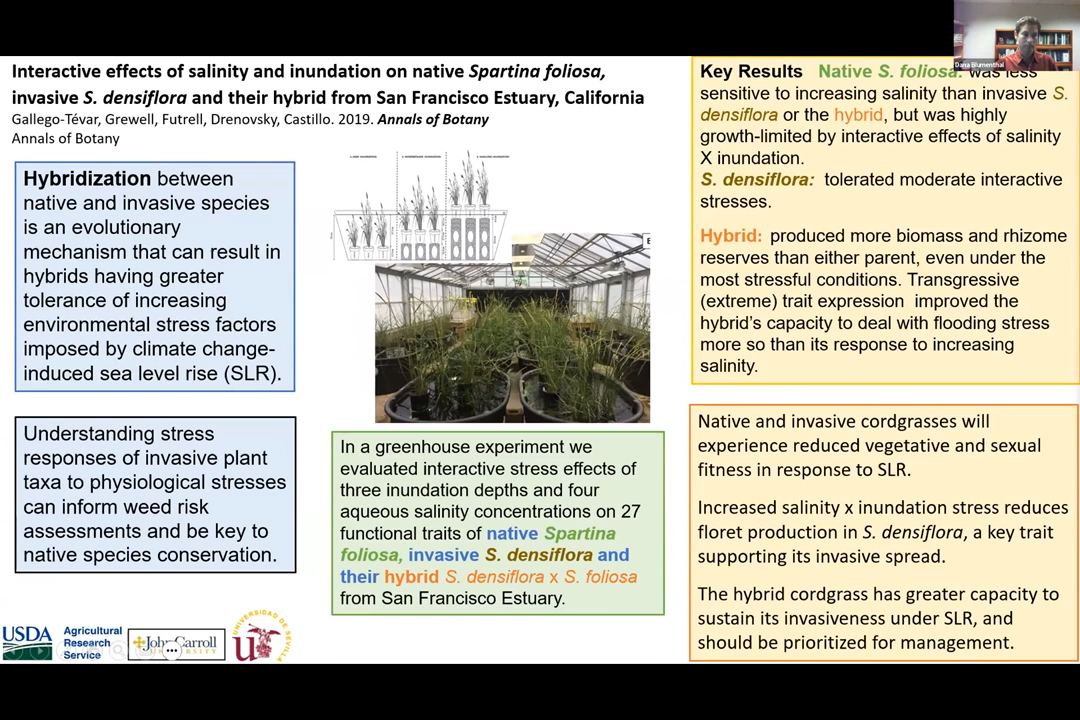 Interactive effects of salinity and inundation on native Spartina foliosa,
invasive S. densiflora and their hybrid from San Francisco Estuary, California
Gallego-Tévar, Grewell, Futrell, Drenovsky, Castillo. 2019. Annals of Botany
Annals of Botany
Hybridization between
native and invasive species
is an evolutionary
mechanism that can result in
hybrids having greater
tolerance of increasing
environmental stress factors
imposed by climate change-
induced sea level rise (SLR).
Understanding stress
responses of invasive plant
taxa to physiological stresses
can inform weed risk
assessments and be key to
native species conservation.
USDA
Agricultural
Research
Service
John Carroll
UNIVERSITY
UNIVERSIDAD DE SEVILLA
In a greenhouse experiment we
evaluated interactive stress effects of
three inundation depths and four
aqueous salinity concentrations on 27
functional traits of native Spartina
foliosa, invasive S. densiflora and
their hybrid S. densiflora x S. foliosa
from San Francisco Estuary.
Dana Blumenthal
Key Results Native S. foliosa: was less
sensitive to increasing salinity than invasive S.
densiflora or the hybrid, but was highly
growth-limited by interactive effects of salinity
X inundation.
S. densiflora: tolerated moderate interactive
stresses.
Hybrid: produced more biomass and rhizome
reserves than either parent, even under the
most stressful conditions. Transgressive
(extreme) trait expression improved the
hybrid's capacity to deal with flooding stress
more so than its response to increasing
salinity.
Native and invasive cordgrasses will
experience reduced vegetative and sexual
fitness in response to SLR.
Increased salinity x inundation stress reduces
floret production in S. densiflora, a key trait
supporting its invasive spread.
The hybrid cordgrass has greater capacity to
sustain its invasiveness under SLR, and
should be prioritized for management.